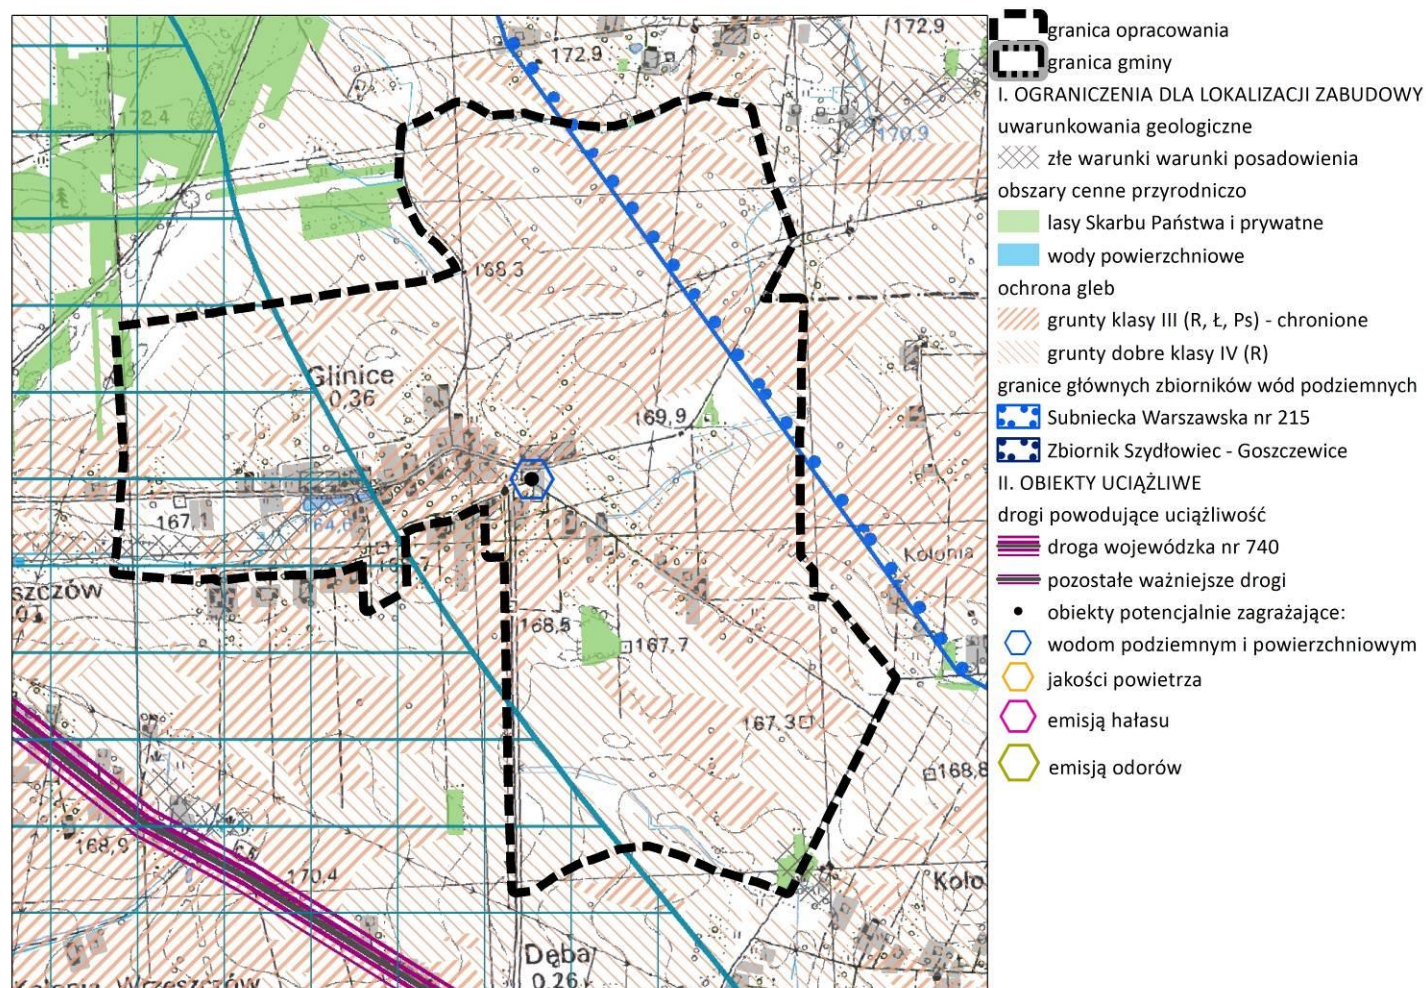 172,9
172,9
172,4
170,9
168,3
Glinice
0,36
169,9
167,1
164,6
Kolonia
szczów
168,5
167,7
167.3
168,8
168,9
170.4
Koło
Dęba
0,26
Kolonia Wrzeszczów
granica opracowania
granica gminy
I. OGRANICZENIA DLA LOKALIZACJI ZABUDOWY
uwarunkowania geologiczne
złe warunki warunki posadowienia
obszary cenne przyrodniczo
lasy Skarbu Państwa i prywatne
wody powierzchniowe
ochrona gleb
grunty klasy III (R, Ł, Ps) - chronione
grunty dobre klasy IV (R)
granice głównych zbiorników wód podziemnych
Subniecka Warszawska nr 215
Zbiornik Szydłowiec - Goszczewice
II. OBIEKTY UCIĄŻLIWE
drogi powodujące uciążliwość
droga wojewódzka nr 740
pozostałe ważniejsze drogi
obiekty potencjalnie zagrażające:
wodom podziemnym i powierzchniowym
jakości powietrza
emisją hałasu
emisją odorów